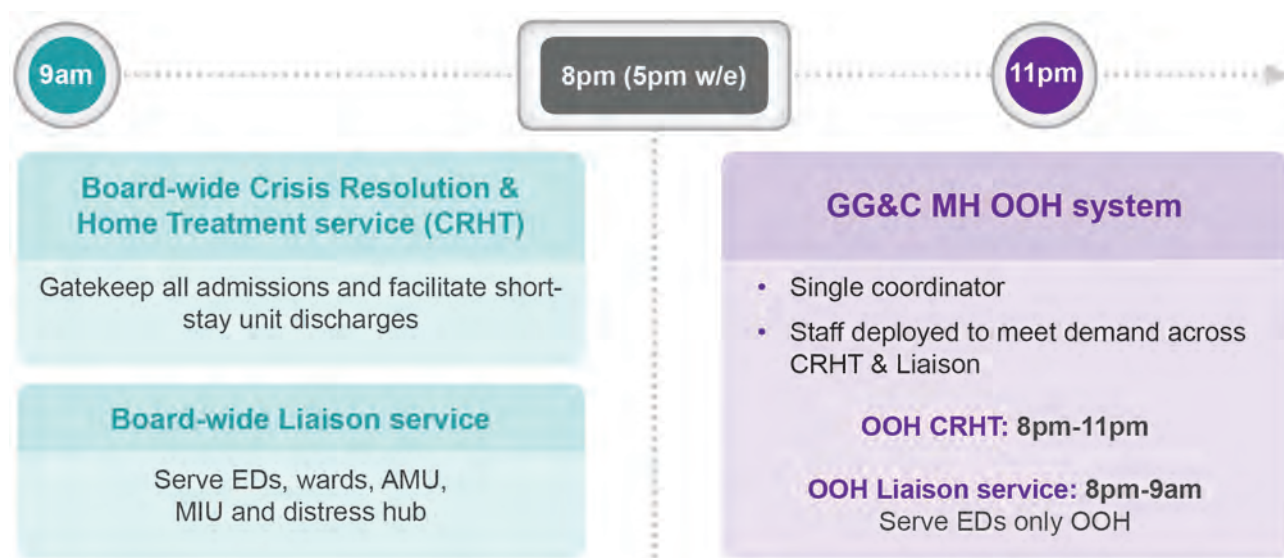 9am
8pm (5pm w/e)
11pm
Board-wide Crisis Resolution &
Home Treatment service (CRHT)
Gatekeep all admissions and facilitate short-
stay unit discharges
Board-wide Liaison service
Serve EDs, wards, AMU,
MIU and distress hub
GG&C MH OOH system
• Single coordinator
• Staff deployed to meet demand across
CRHT & Liaison
OOH CRHT: 8pm-11pm
OOH Liaison service: 8pm-9am
Serve EDs only OOH